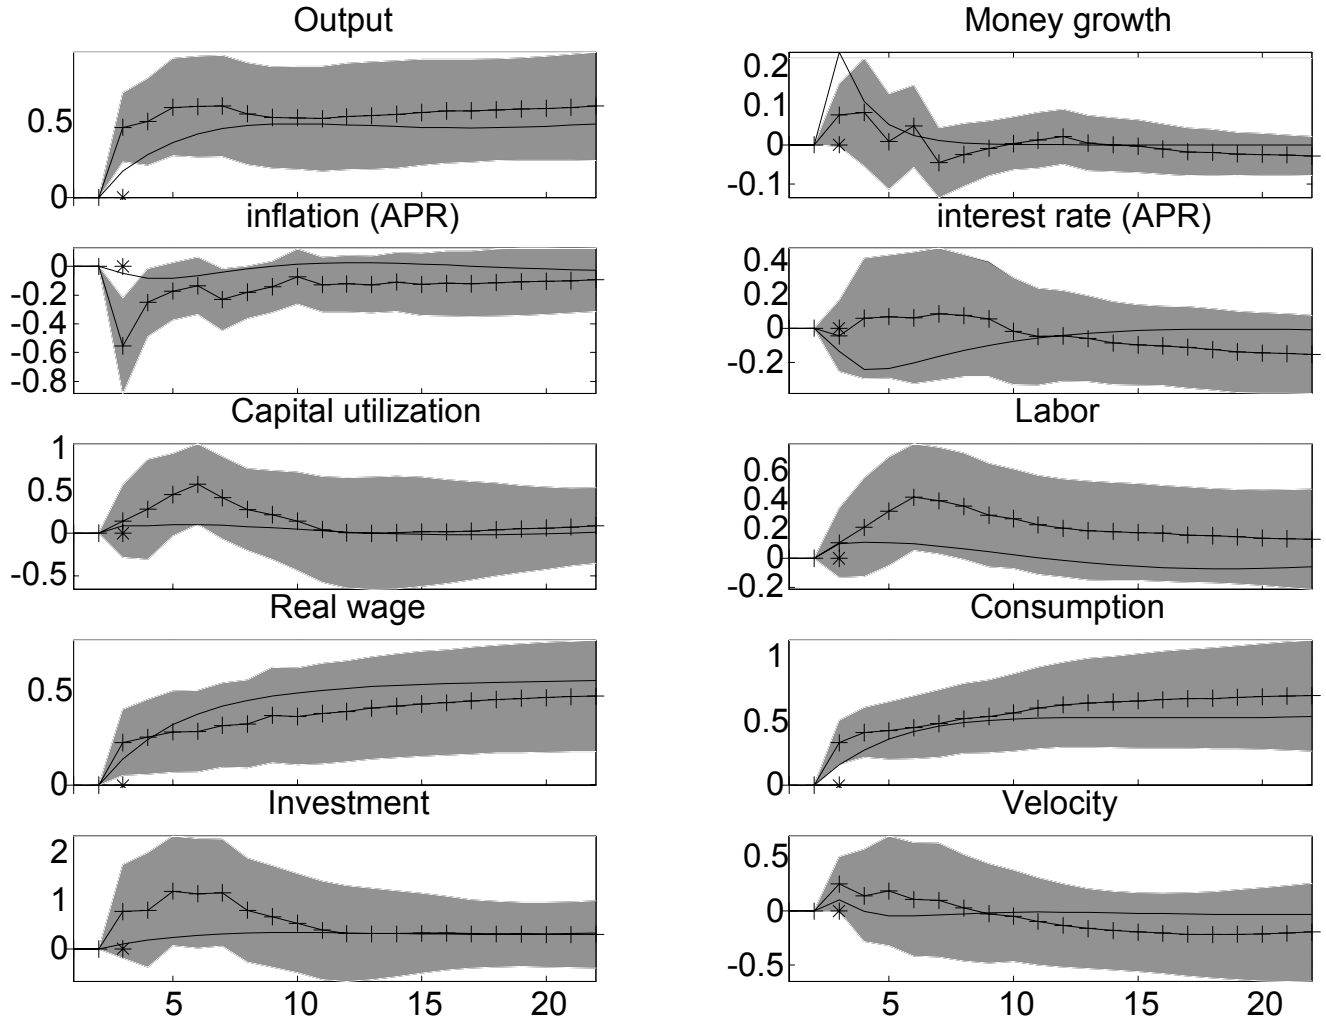 Output
Money growth
0.5
0
0.2
0.1
0
-0.1
inflation (APR)
interest rate (APR)
0
-0.2
-0.4
-0.6
-0.8
0.4
0.2
0
-0.2
Capital utilization
Labor
1
0.5
0
-0.5
0.6
0.4
0.2
0
-0.2
Real wage
Consumption
0.5
0
1
0.5
0
Investment
Velocity
2
1
0
0.5
0
-0.5
5 10 15 20
5 10 15 20